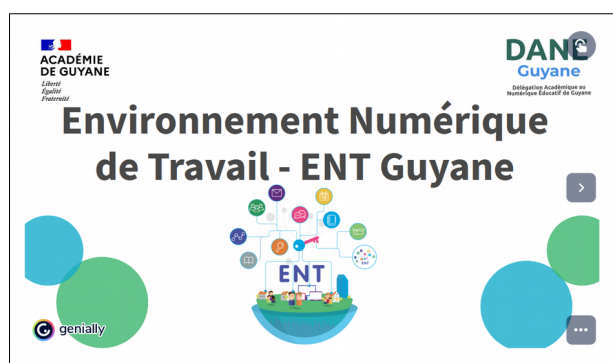 ACADÉMIE
DE GUYANE
Liberté
Égalité
Fraternité
DANE
Guyane
Délégation Académique au
Numérique Éducatif de Guyane
Environnement Numérique
de Travail - ENT Guyane
ENT
ENT
genially